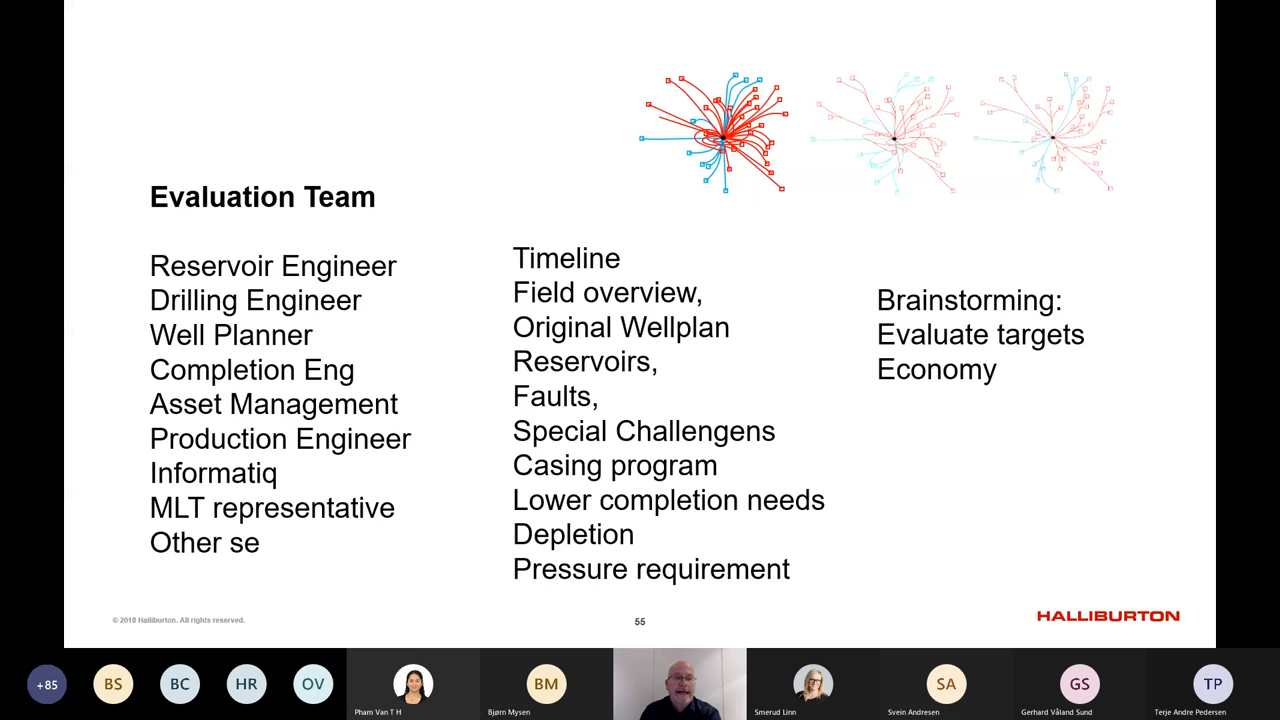 Evaluation Team
Reservoir Engineer
Drilling Engineer
Well Planner
Completion Eng
Asset Management
Production Engineer
Informatiq
MLT representative
Other se
Timeline
Field overview,
Original Wellplan
Reservoirs,
Faults,
Special Challengens
Casing program
Lower completion needs
Depletion
Pressure requirement
Brainstorming:
Evaluate targets
Economy
© 2018 Halliburton. All rights reserved.
55
HALLIBURTON
+85
BS
BC
HR
OV
Pham Van T H
BM
Bjørn Mysen
Smerud Linn
SA
Svein Andresen
GS
Gerhard Våland Sund
TP
Terje Andre Pedersen